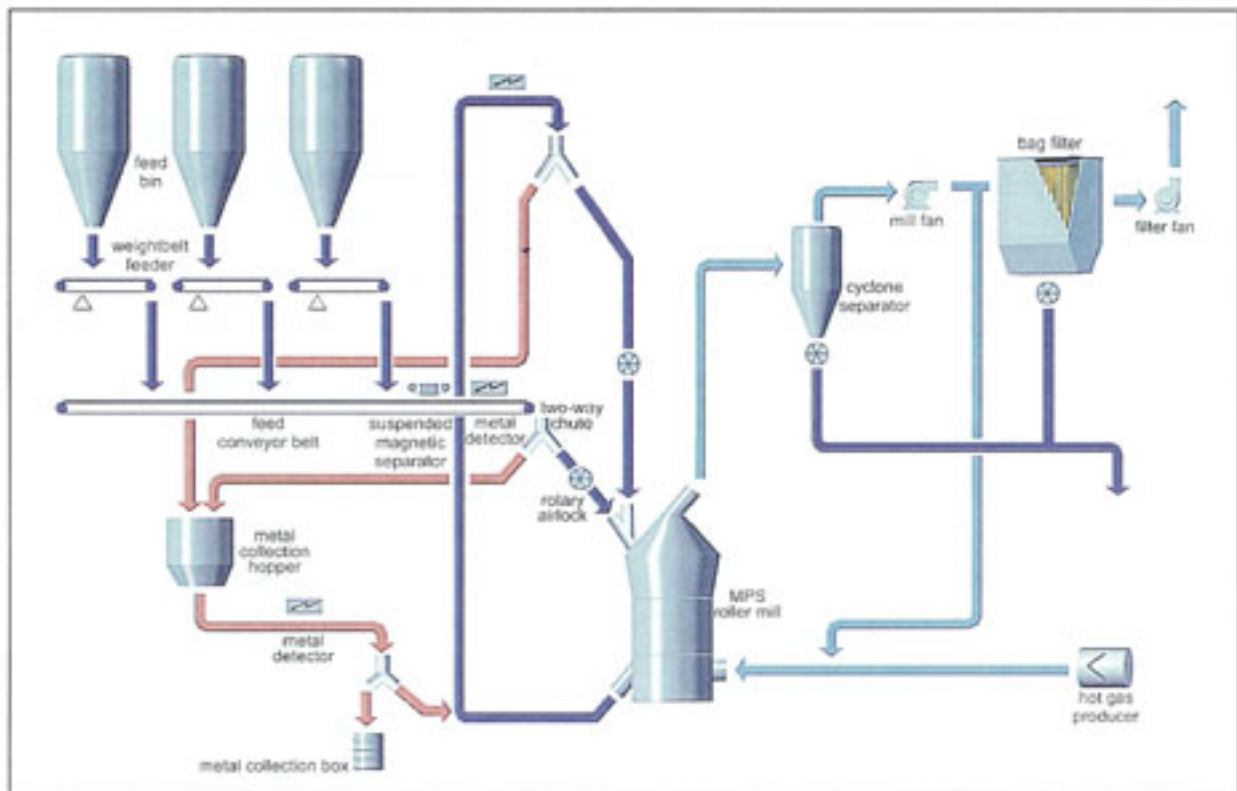 feed
bin
weightbelt
feeder
feed
conveyor belt
suspended
magnetic
separator
metal
detector
two-way
chute
rotary
airlock
metal
collection
hopper
metal
detector
metal collection box
MPS
roller mill
cyclone
separator
mill fan
bag filter
filter fan
hot gas
producer